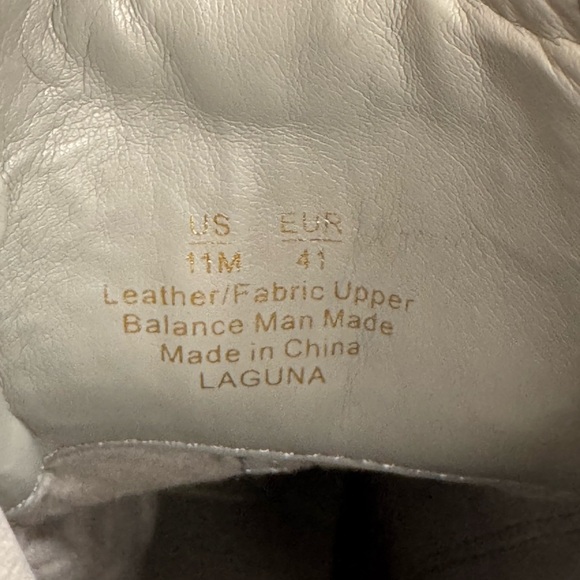 US EUR
11M 41
Leather/Fabric Upper
Balance Man Made
Made in China
LAGUNA